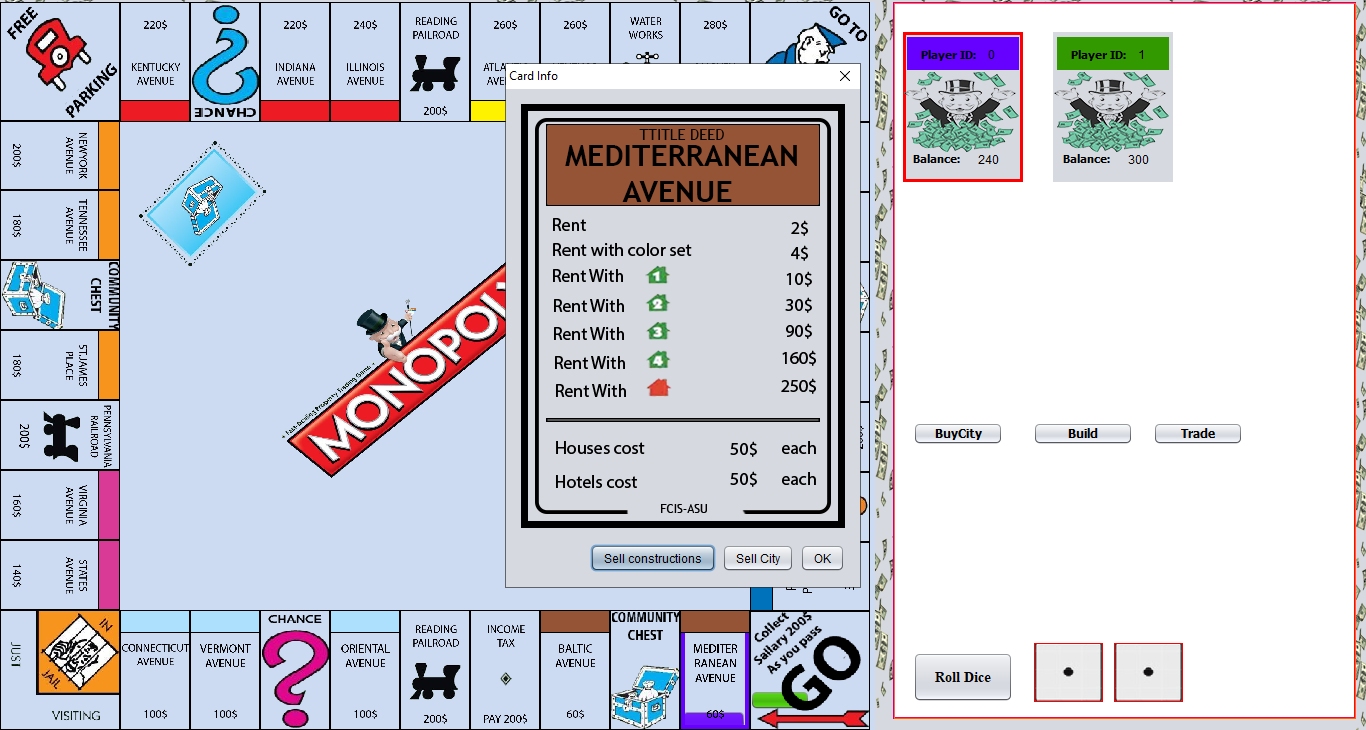 FREE
PARKING
220$
KENTUCKY
AVENUE
CHANCE
220$
INDIANA
AVENUE
240$
ILLINOIS
AVENUE
READING
PAILROAD
200$
260$
260$
WATER
WORKS
280$
GO TO
NEWYORK
AVENUE
200$
TENNESSEE
AVENUE
180$
COMMUNITY
CHEST
ST.JAMES
PLACE
180$
PENNSYLVANIA
RAILROAD
200$
VIRGINIA
AVENUE
160$
STATES
AVENUE
140$
MONOPOLY
Card Info
TTITLE DEED
MEDITERRANEAN
AVENUE
Rent 2$
Rent with color set 4$
Rent With 1 10$
Rent With 2 30$
Rent With 3 90$
Rent With 4 160$
Rent With 250$
Houses cost 50$ each
Hotels cost 50$ each
FCIS-ASU
Sell constructions Sell City OK
Player ID: 0
Balance: 240
Player ID: 1
Balance: 300
BuyCity Build Trade
Roll Dice
IN
JAIL
JUST
VISITING
CONNECTICUT
AVENUE
100$
VERMONT
AVENUE
100$
CHANCE
ORIENTAL
AVENUE
100$
READING
PAILROAD
200$
INCOME
TAX
PAY 200$
BALTIC
AVENUE
60$
COMMUNITY
CHEST
MEDITER
RANEAN
AVENUE
60$
Collect
Sallary 200$
As you pass
GO